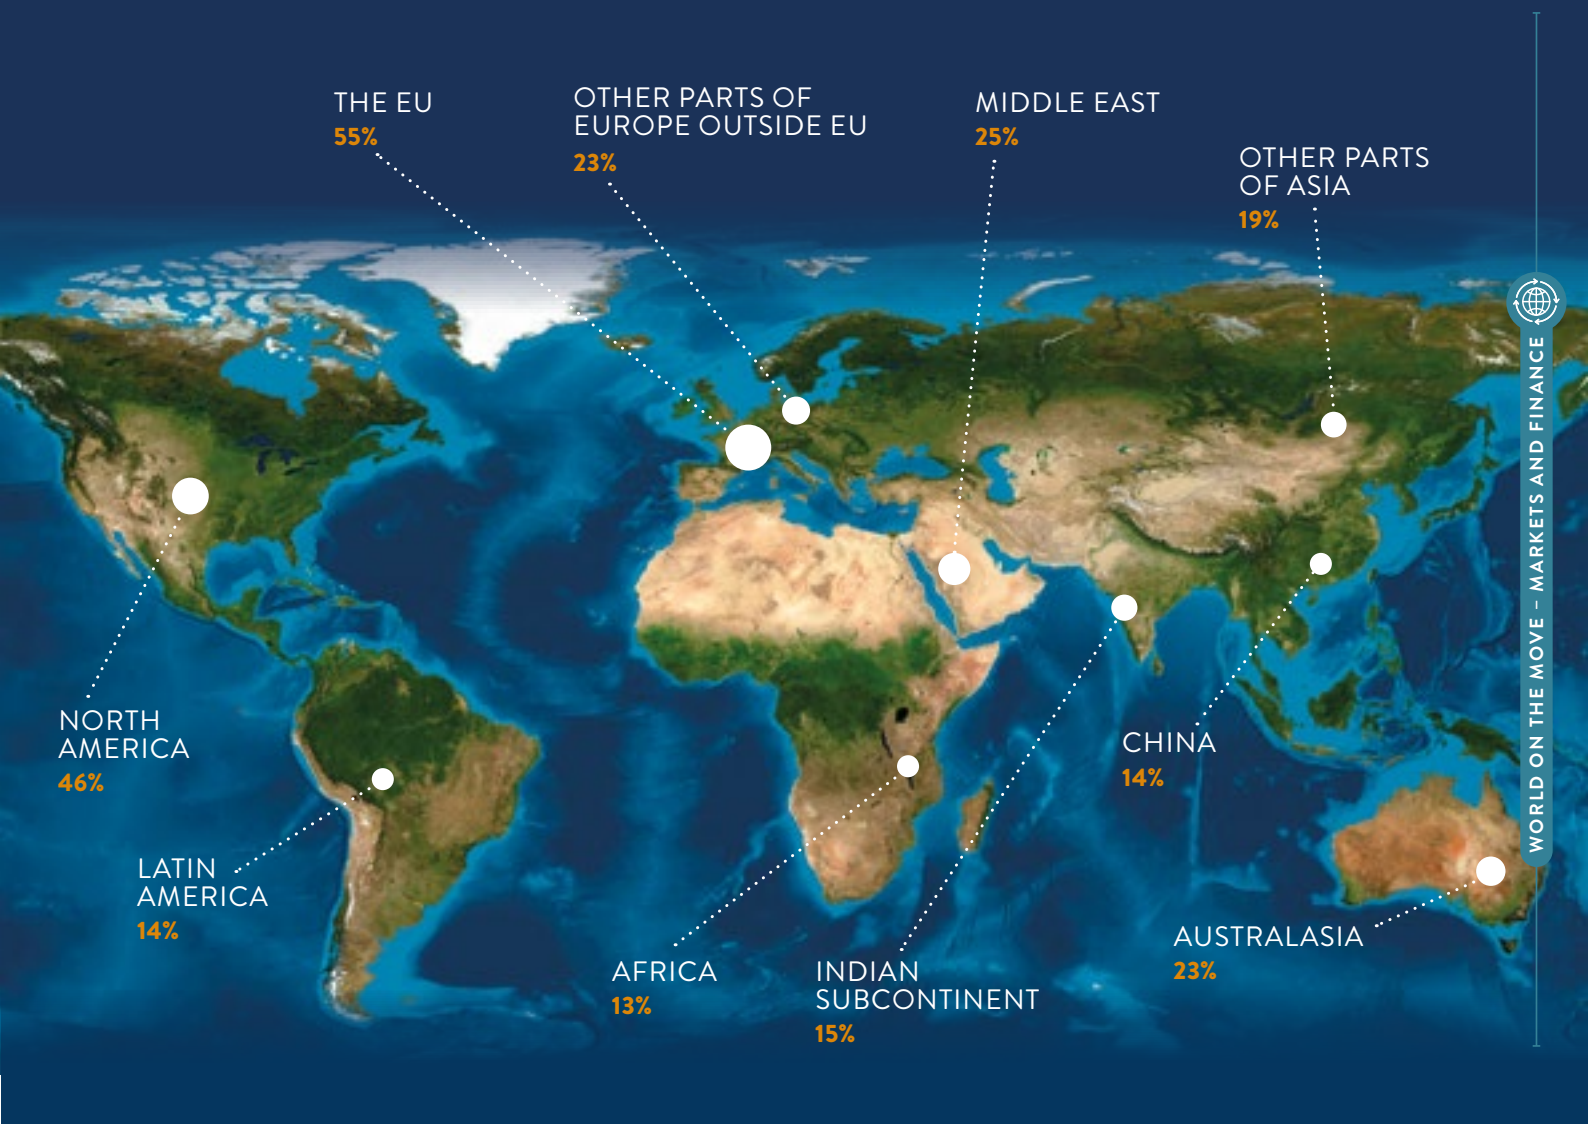 THE EU
55%
OTHER PARTS OF
EUROPE OUTSIDE EU
23%
MIDDLE EAST
25%
OTHER PARTS
OF ASIA
19%
NORTH
AMERICA
46%
LATIN
AMERICA
14%
AFRICA
13%
INDIAN
SUBCONTINENT
15%
CHINA
14%
AUSTRALASIA
23%
WORLD ON THE MOVE – MARKETS AND FINANCE